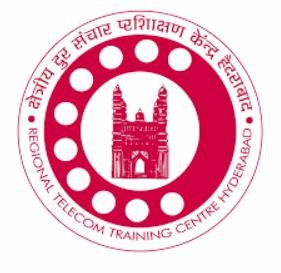 क्षेत्रीय दुर संचार प्रशिक्षण केंन्द्र हैदराबाद
REGIONAL TELECOM TRAINING CENTRE HYDERABAD